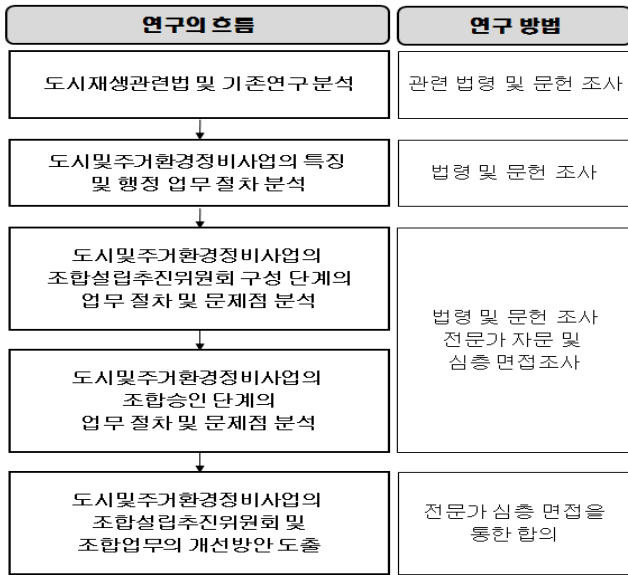 연구의 흐름
연구 방법
도시재생관련법 및 기존연구 분석
관련 법령 및 문헌 조사
도시및주거환경정비사업의 특징
및 행정 업무 절차 분석
법령 및 문헌 조사
도시및주거환경정비사업의
조합설립추진위원회 구성 단계의
업무 절차 및 문제점 분석
도시및주거환경정비사업의
조합승인 단계의
업무 절차 및 문제점 분석
법령 및 문헌 조사
전문가 자문 및
심층 면접조사
도시및주거환경정비사업의
조합설립추진위원회 및
조합업무의 개선방안 도출
전문가 심층 면접을
통한 합의